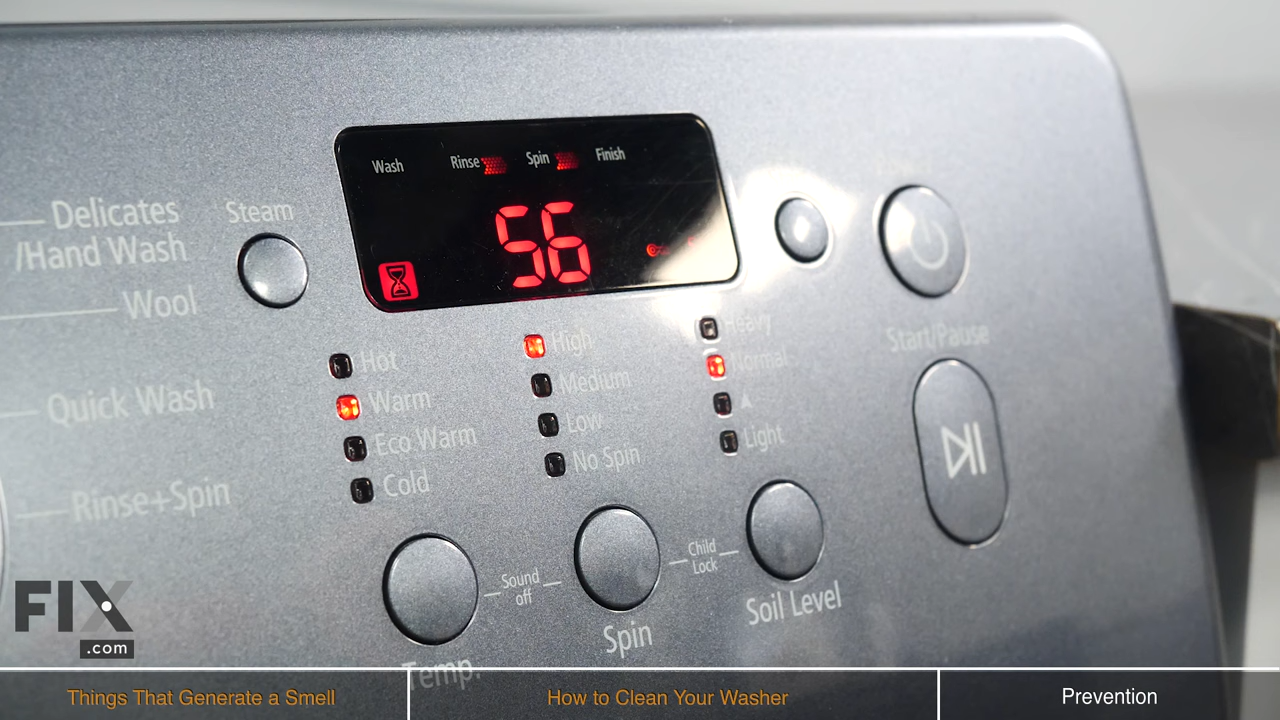 Wash Rinse Spin Finish
56
Delicates
/Hand Wash
Wool
Quick Wash
Rinse+Spin
Steam
Hot
Warm
Eco Warm
Cold
High
Medium
Low
No Spin
Heavy
Normal
Light
Start/Pause
Sound
off
Child
Lock
Temp.
Spin
Soil Level
FIX
.com
Things That Generate a Smell
How to Clean Your Washer
Prevention